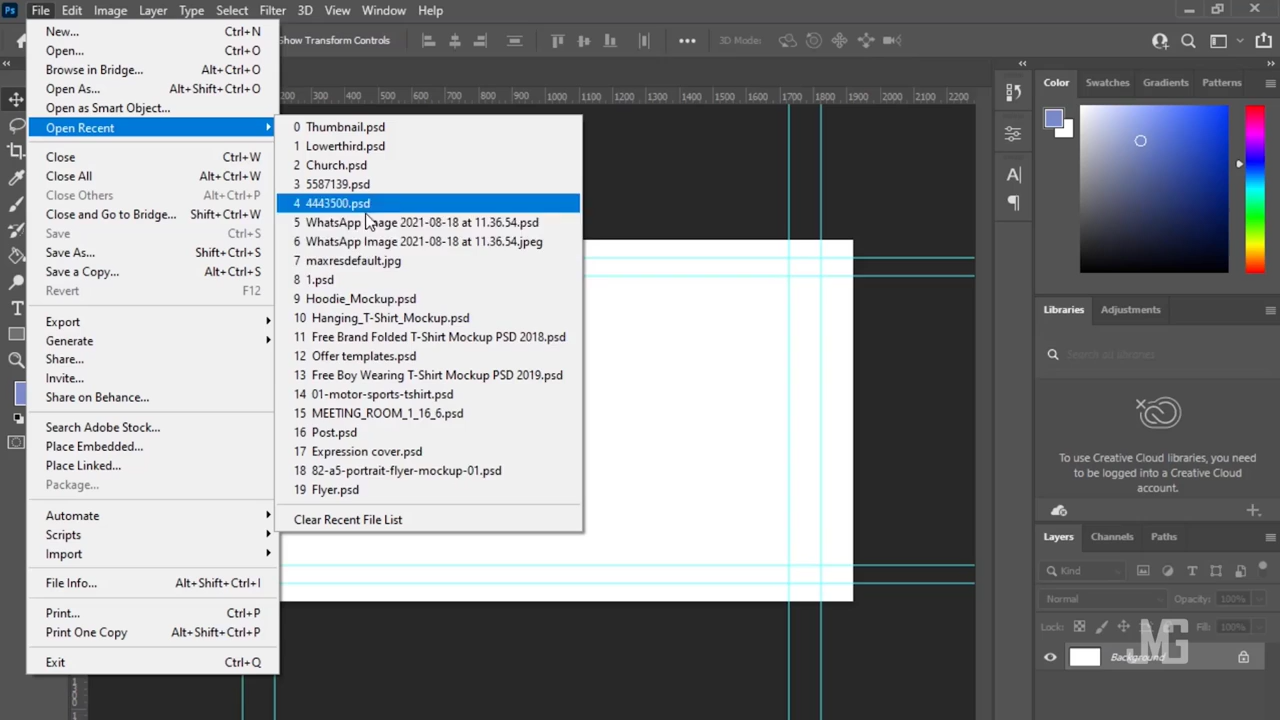 Ps File Edit Image Layer Type Select Filter 3D View Window Help
Show Transform Controls 3D Mode:
New... Ctrl+N
Open... Ctrl+O
Browse in Bridge... Alt+Ctrl+O
Open As... Alt+Shift+Ctrl+O
Open as Smart Object...
Open Recent
Close Ctrl+W
Close All Alt+Ctrl+W
Close Others Alt+Ctrl+P
Close and Go to Bridge... Shift+Ctrl+W
Save Ctrl+S
Save As... Shift+Ctrl+S
Save a Copy... Alt+Ctrl+S
Revert F12
Export
Generate
Share...
Invite...
Share on Behance...
Search Adobe Stock...
Place Embedded...
Place Linked...
Package...
Automate
Scripts
Import
File Info... Alt+Shift+Ctrl+I
Print... Ctrl+P
Print One Copy Alt+Shift+Ctrl+P
Exit Ctrl+Q
0 Thumbnail.psd
1 Lowerthird.psd
2 Church.psd
3 5587139.psd
4 4443500.psd
5 WhatsApp Image 2021-08-18 at 11.36.54.psd
6 WhatsApp Image 2021-08-18 at 11.36.54.jpeg
7 maxresdefault.jpg
8 1.psd
9 Hoodie_Mockup.psd
10 Hanging_T-Shirt_Mockup.psd
11 Free Brand Folded T-Shirt Mockup PSD 2018.psd
12 Offer templates.psd
13 Free Boy Wearing T-Shirt Mockup PSD 2019.psd
14 01-motor-sports-tshirt.psd
15 MEETING_ROOM_1_16_6.psd
16 Post.psd
17 Expression cover.psd
18 82-a5-portrait-flyer-mockup-01.psd
19 Flyer.psd
Clear Recent File List
200 300 400 500 600 700 800 900 1000 1100 1200 1300 1400 1500 1600 1700 1800 1900 2000 2100 2200
Color Swatches Gradients Patterns
Libraries Adjustments
Search all libraries
To use Creative Cloud libraries, you need
to be logged into a Creative Cloud
account.
Layers Channels Paths
Kind
Normal Opacity: 100%
Lock: Fill: 100%
Background
JMG